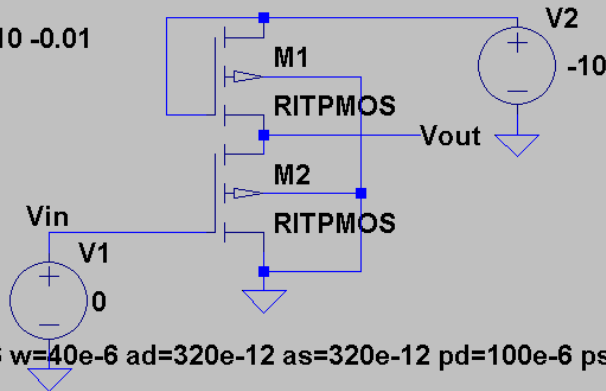 V2
10 -0.01
M1
-10
RITPMOS
Vout
M2
Vin
RITPMOS
V1
0
w=40e-6 ad=320e-12 as=320e-12 pd=100e-6 ps